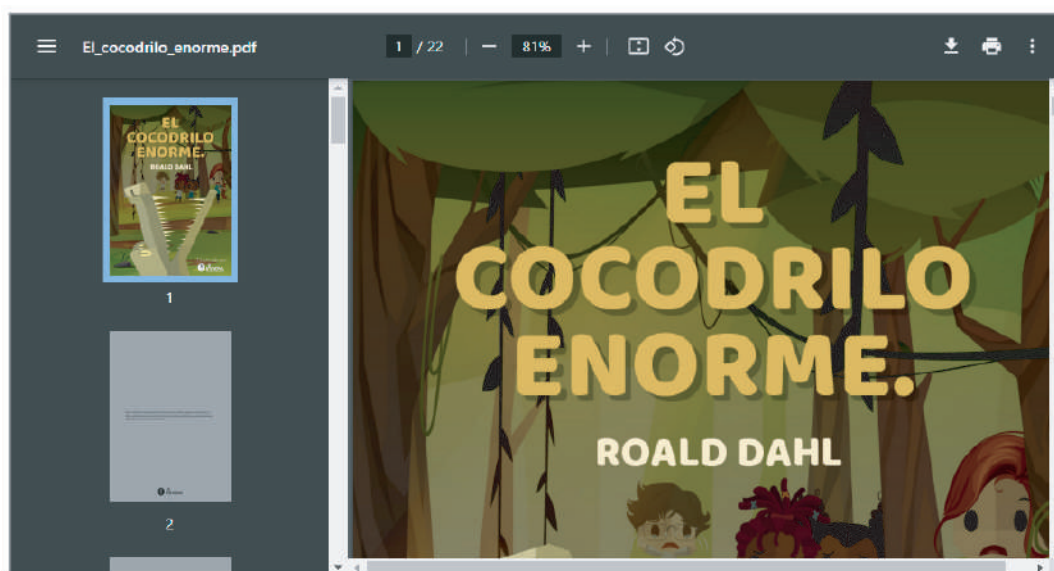 El_cocodrilo_enorme.pdf
1 / 22
81%
EL
COCODRILO
ENORME.
ROALD DAHL
1
2
EL
COCODRILO
ENORME.
ROALD DAHL